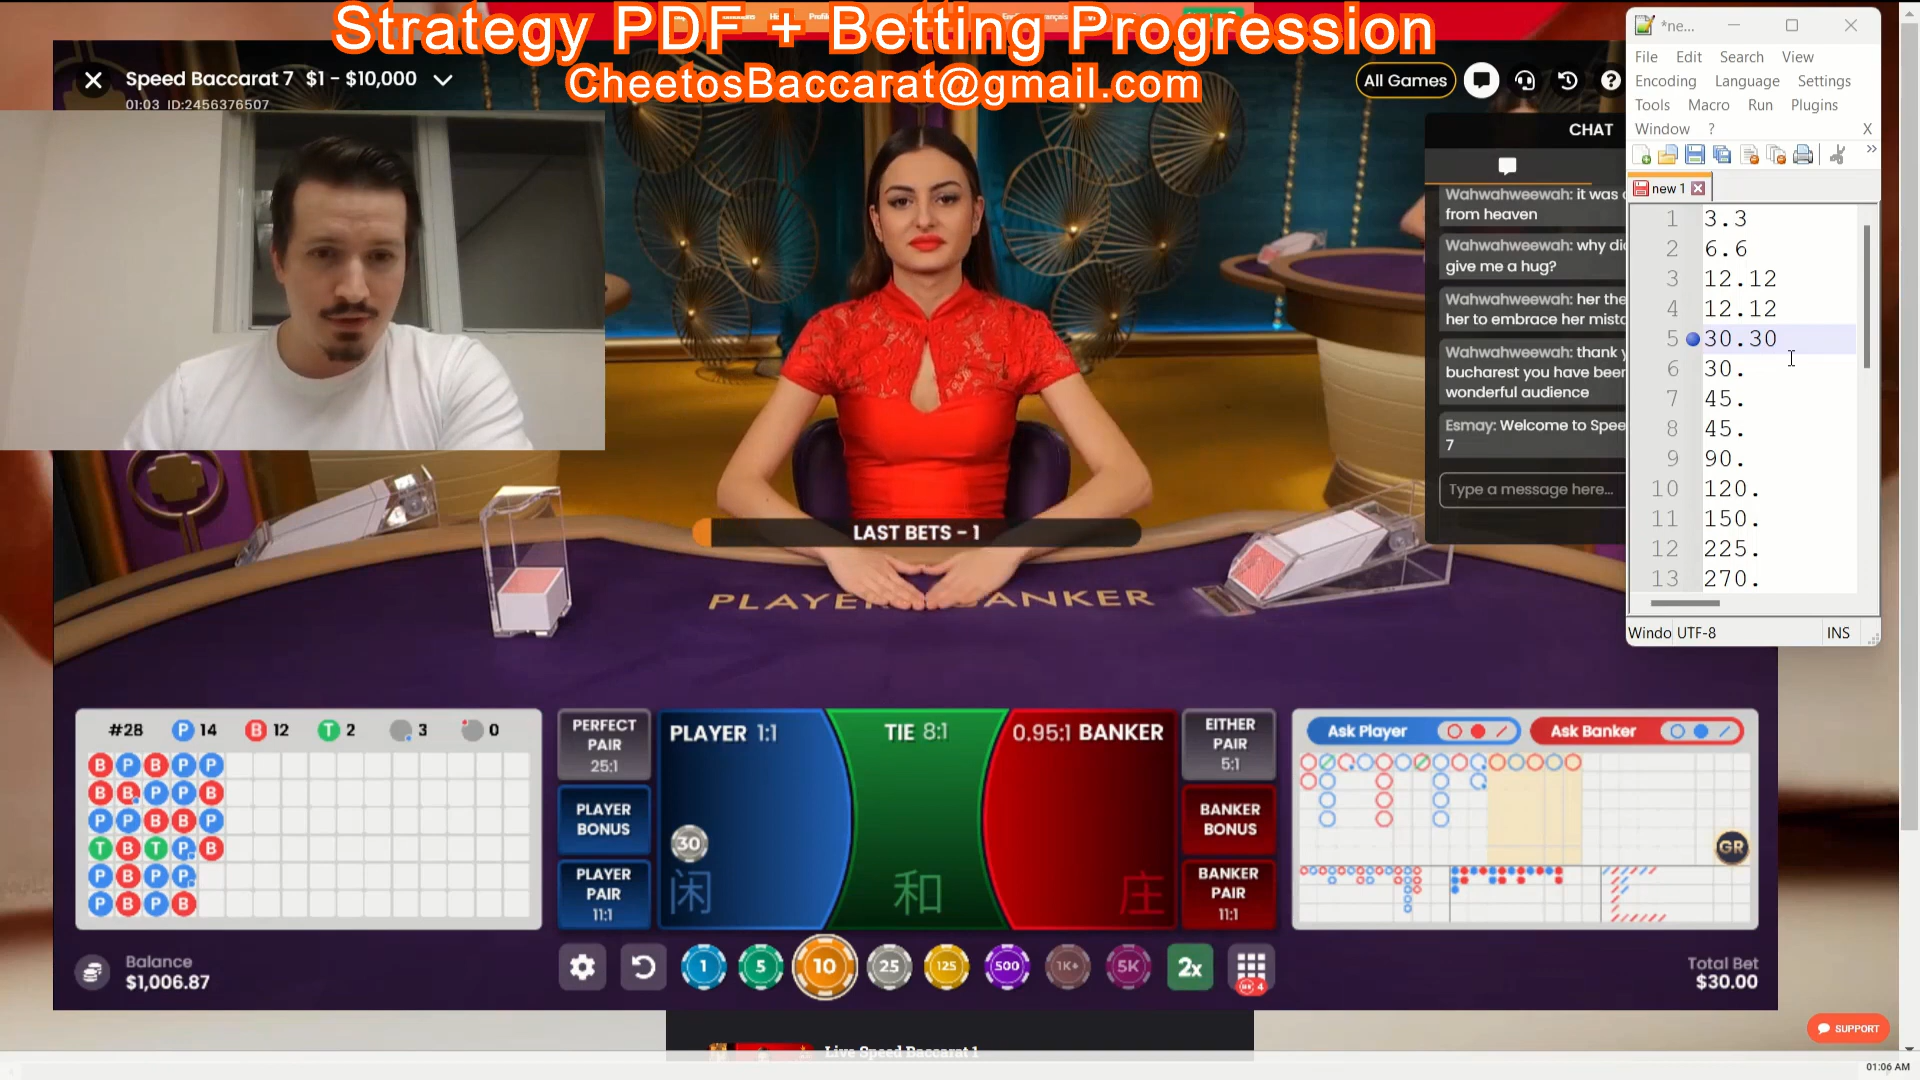 Strategy PDF + Betting Progression
CheetosBaccarat@gmail.com
Speed Baccarat 7 $1 - $10,000
01:03 ID:2456376507
All Games
CHAT
Wahwahweewah: it was
from heaven
Wahwahweewah: why
give me a hug?
Wahwahweewah: her
her to embrace her
Wahwahweewah: thank
bucharest you have been
wonderful audience
Esmay: Welcome to
7
Type a message here...
*ne...
File Edit Search View
Encoding Language Settings
Tools Macro Run Plugins
Window ? X
new 1
1 3.3
2 6.6
3 12.12
4 12.12
5 30.30
6 30.
7 45.
8 45.
9 90.
10 120.
11 150.
12 225.
13 270.
Windo UTF-8 INS
LAST BETS - 1
PLAYER BANKER
#28 P 14 B 12 T 2 3 0
B P B P P
B B P P B
P P B B P
T B T P B
P B P P
P B P B
PERFECT
PAIR
25:1
PLAYER
BONUS
PLAYER
PAIR
11:1
PLAYER 1:1
30
闲
TIE 8:1
和
0.95:1 BANKER
庄
EITHER
PAIR
5:1
BANKER
BONUS
BANKER
PAIR
11:1
Ask Player
Ask Banker
GR
Balance
$1,006.87
1 5 10 25 125 500 1K+ 5K 2x
4
Total Bet
$30.00
SUPPORT
Live Speed Baccarat 1
01:06 AM